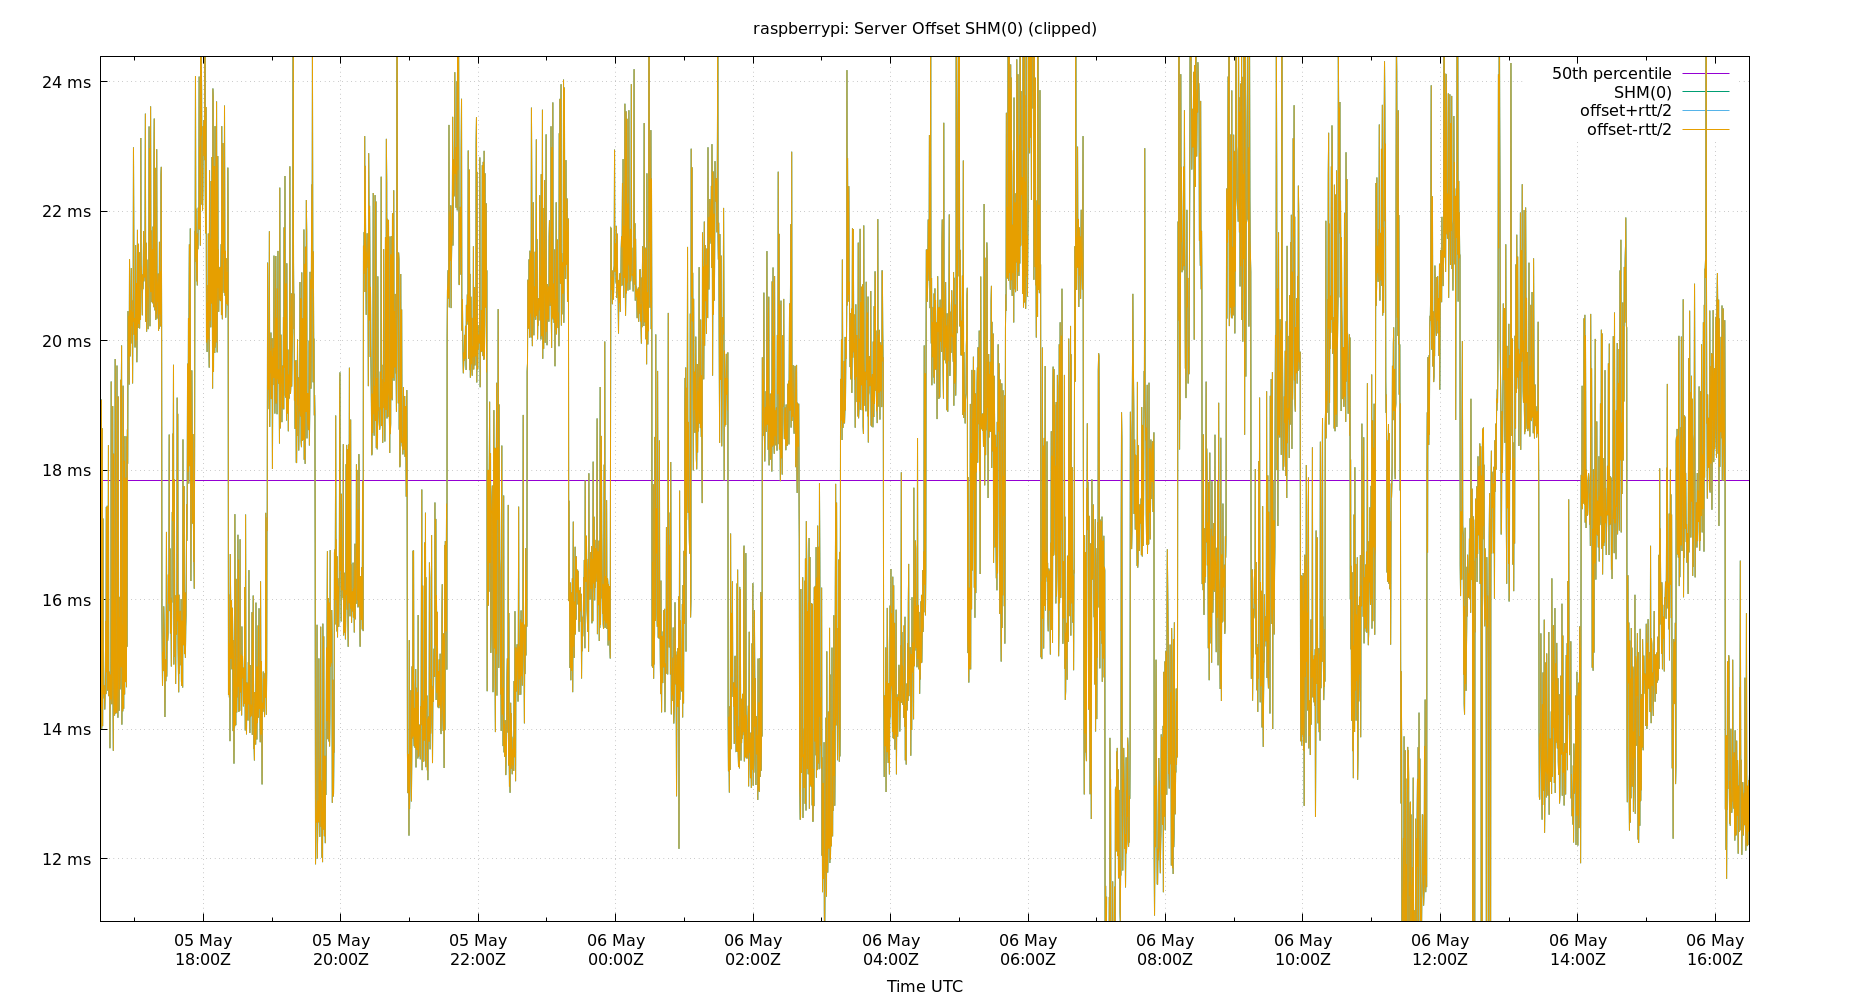 raspberrypi: Server Offset SHM(0) (clipped)
50th percentile
SHM(0)
offset+rtt/2
offset-rtt/2
24 ms
22 ms
20 ms
18 ms
16 ms
14 ms
12 ms
05 May 05 May 05 May 06 May 06 May 06 May 06 May 06 May 06 May 06 May 06 May 06 May
18:00Z 20:00Z 22:00Z 00:00Z 02:00Z 04:00Z 06:00Z 08:00Z 10:00Z 12:00Z 14:00Z 16:00Z
Time UTC